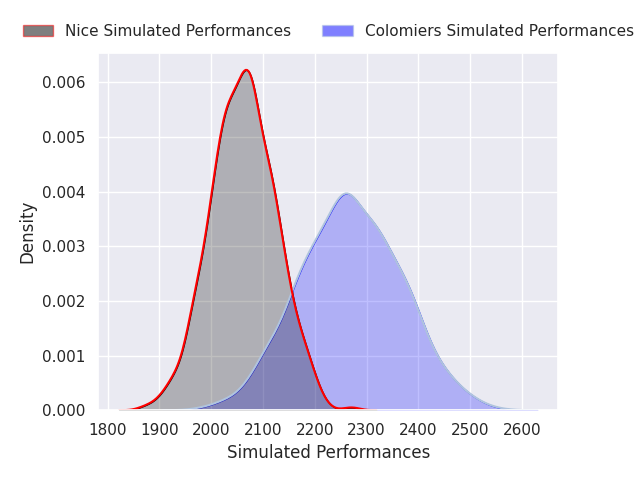 Nice Simulated Performances
Colomiers Simulated Performances
0.006
0.005
0.004
0.003
0.002
0.001
0.000
Density
1800 1900 2000 2100 2200 2300 2400 2500 2600
Simulated Performances